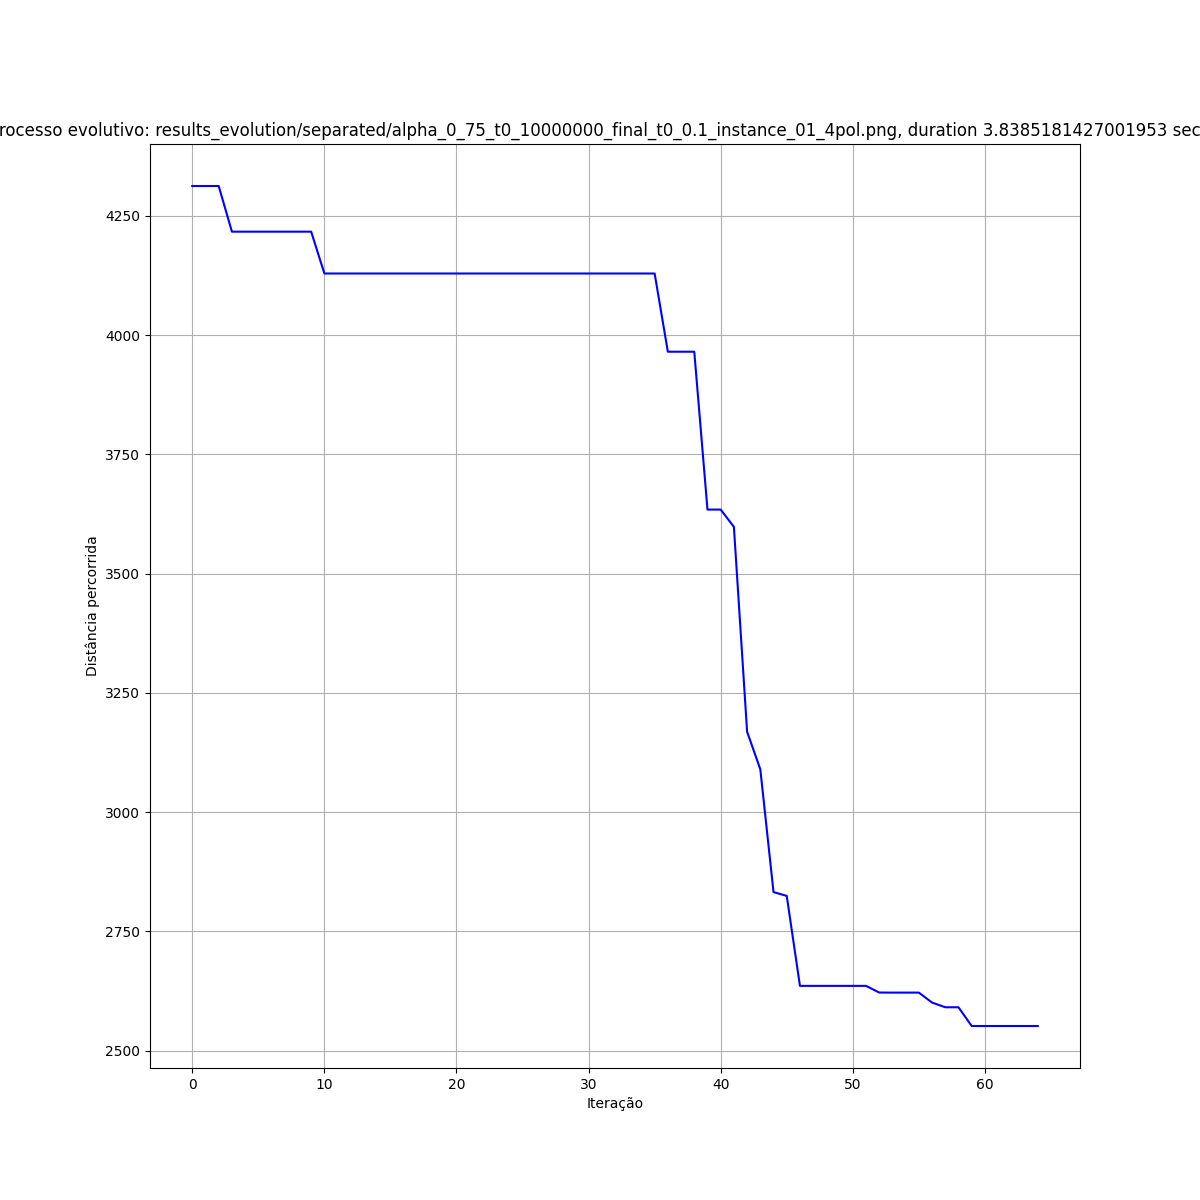 rocesso evolutivo: results_evolution/separated/alpha_0_75_t0_10000000_final_t0_0.1_instance_01_4pol.png, duration 3.8385181427001953 sec
4250
4000
3750
3500
3250
3000
2750
2500
Distância percorrida
0 10 20 30 40 50 60
Iteração